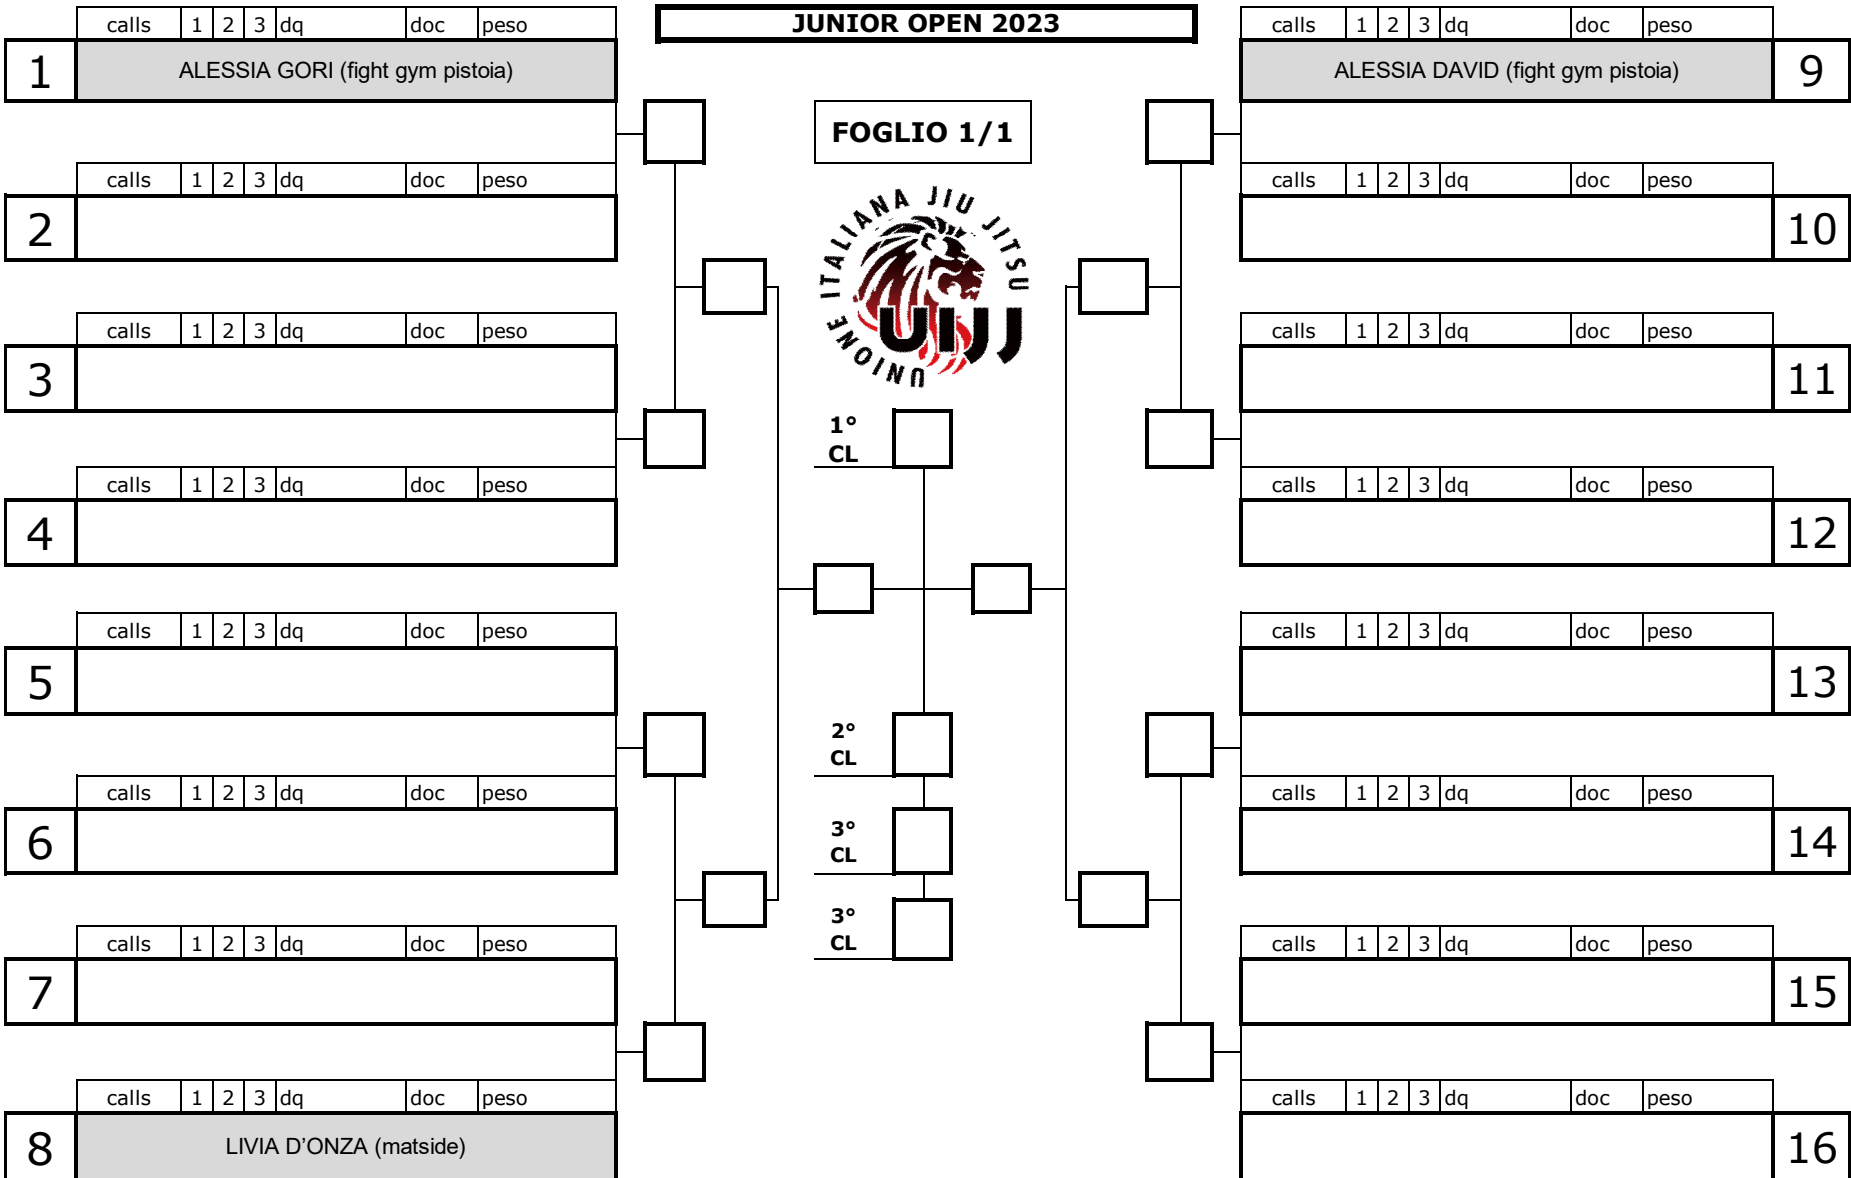 JUNIOR OPEN 2023
FOGLIO 1/1
UNIONE ITALIANA JIU JITSU
UIJJ
calls 1 2 3 dq doc peso
1 ALESSIA GORI (fight gym pistoia)
calls 1 2 3 dq doc peso
2
calls 1 2 3 dq doc peso
3
calls 1 2 3 dq doc peso
4
calls 1 2 3 dq doc peso
5
calls 1 2 3 dq doc peso
6
calls 1 2 3 dq doc peso
7
calls 1 2 3 dq doc peso
8 LIVIA D’ONZA (matside)
1°
CL
2°
CL
3°
CL
3°
CL
calls 1 2 3 dq doc peso
ALESSIA DAVID (fight gym pistoia) 9
calls 1 2 3 dq doc peso
10
calls 1 2 3 dq doc peso
11
calls 1 2 3 dq doc peso
12
calls 1 2 3 dq doc peso
13
calls 1 2 3 dq doc peso
14
calls 1 2 3 dq doc peso
15
calls 1 2 3 dq doc peso
16